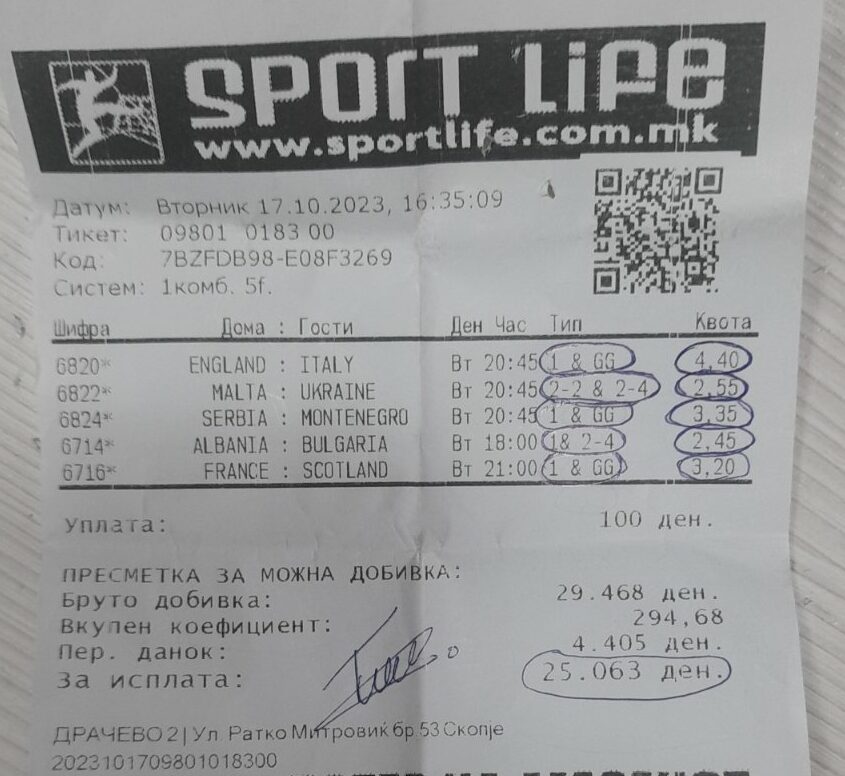 SPORT LIFE
www.sportlife.com.mk
Датум: Вторник 17.10.2023, 16:35:09
Тикет: 09801 0183 00
Код: 7BZFDB98-E08F3269
Систем: 1комб. 5f.
Шифра Дома : Гости Ден Час Тип Квота
6820* ENGLAND : ITALY Вт 20:45 1 & GG 4,40
6822* MALTA : UKRAINE Вт 20:45 2-2 & 2-4 2,55
6824* SERBIA : MONTENEGRO Вт 20:45 1 & GG 3,35
6714* ALBANIA : BULGARIA Вт 18:00 1& 2-4 2,45
6716* FRANCE : SCOTLAND Вт 21:00 1 & GG 3,20
Уплата: 100 ден.
ПРЕСМЕТКА ЗА МОЖНА ДОБИВКА:
Бруто добивка: 29.468 ден.
Вкупен коефициент: 294,68
Пер. данок: 4.405 ден.
За исплата: 25.063 ден.
ДРАЧЕВО 2| Ул. Ратко Митровиќ бр.53 Скопје
2023101709801018300